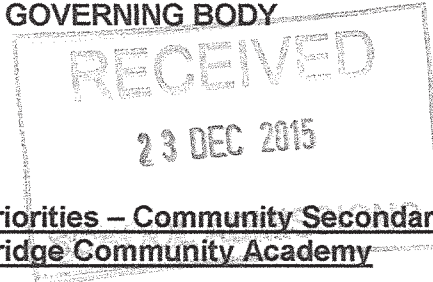 GOVERNING BODY
RECEIVED
23 DEC 2015
riorities – Community Secondar
ridge Community Academy